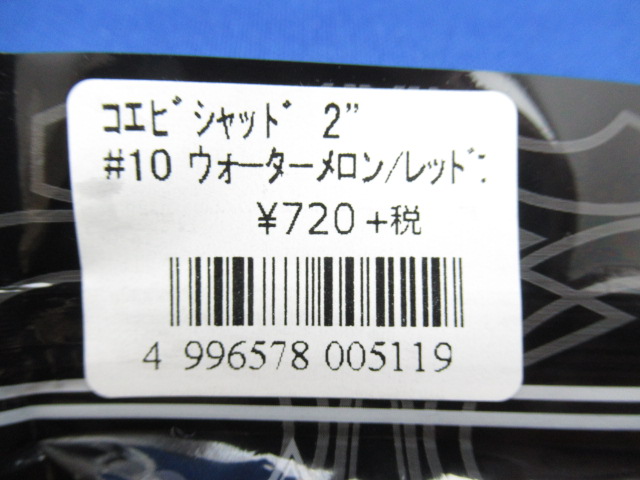 コエビシャッド 2”
#10 ウォーターメロン/レッド
¥720+税
4 996578 005119